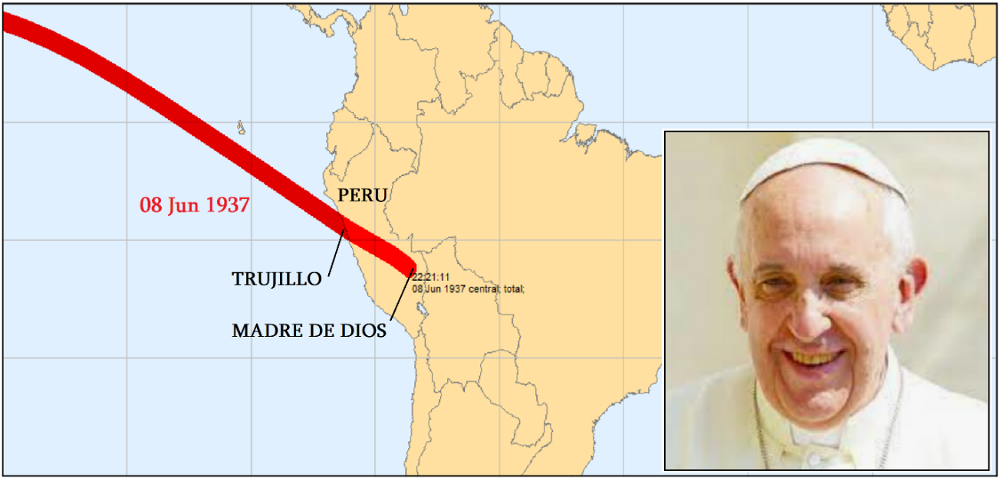 PERU
08 Jun 1937
TRUJILLO
22:21:11
08 Jun 1937 central; total;
MADRE DE DIOS